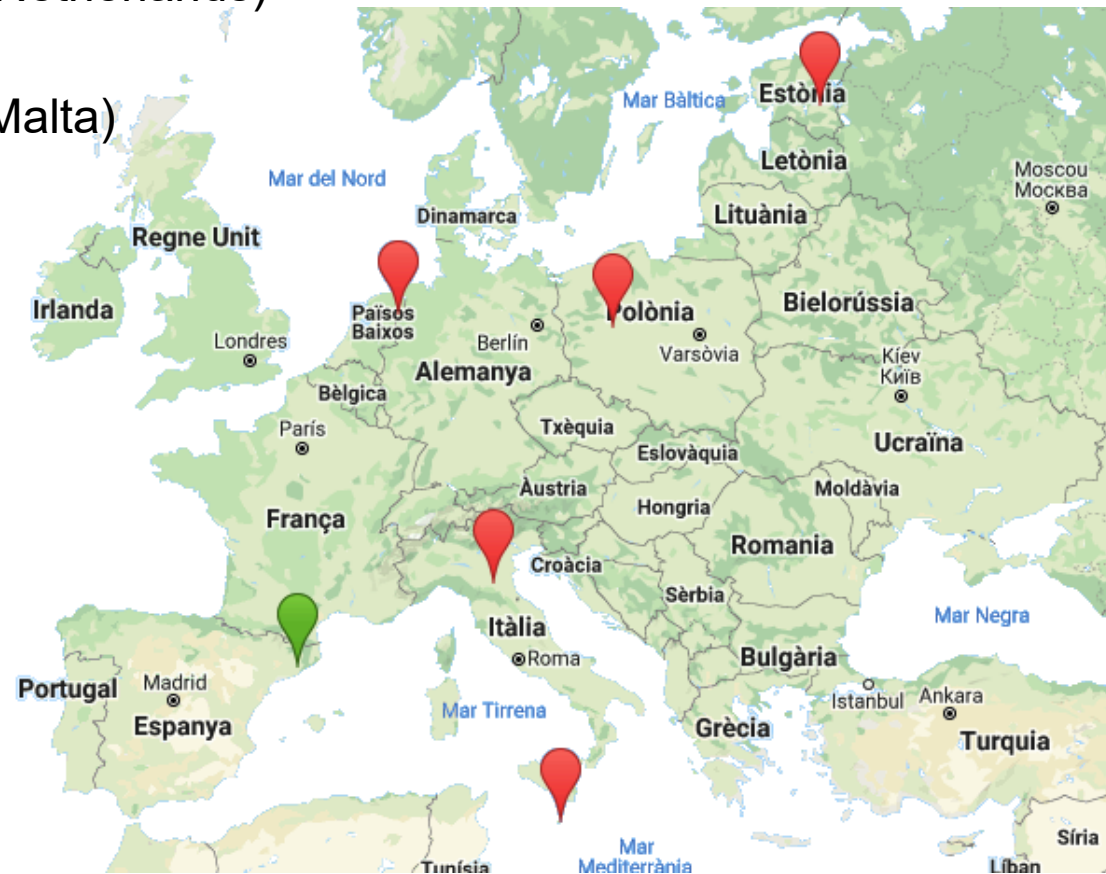 Netherlands)
Malta)
Mar Bàltica
Estònia
Letònia
Moscou
Москва
Mar del Nord
Dinamarca
Lituània
Regne Unit
Irlanda
Països
Baixos
Polònia
Bielorússia
Londres
Berlín
Varsòvia
Kíev
Київ
Alemanya
Bèlgica
París
Txèquia
Eslovàquia
Ucraïna
Àustria
Moldàvia
França
Hongria
Romania
Croàcia
Sèrbia
Mar Negra
Itàlia
Roma
Bulgària
Portugal
Madrid
Espanya
Mar Tirrena
Istanbul
Ankara
Grècia
Turquia
Mar
Mediterrània
Síria
Tunísia
Líban